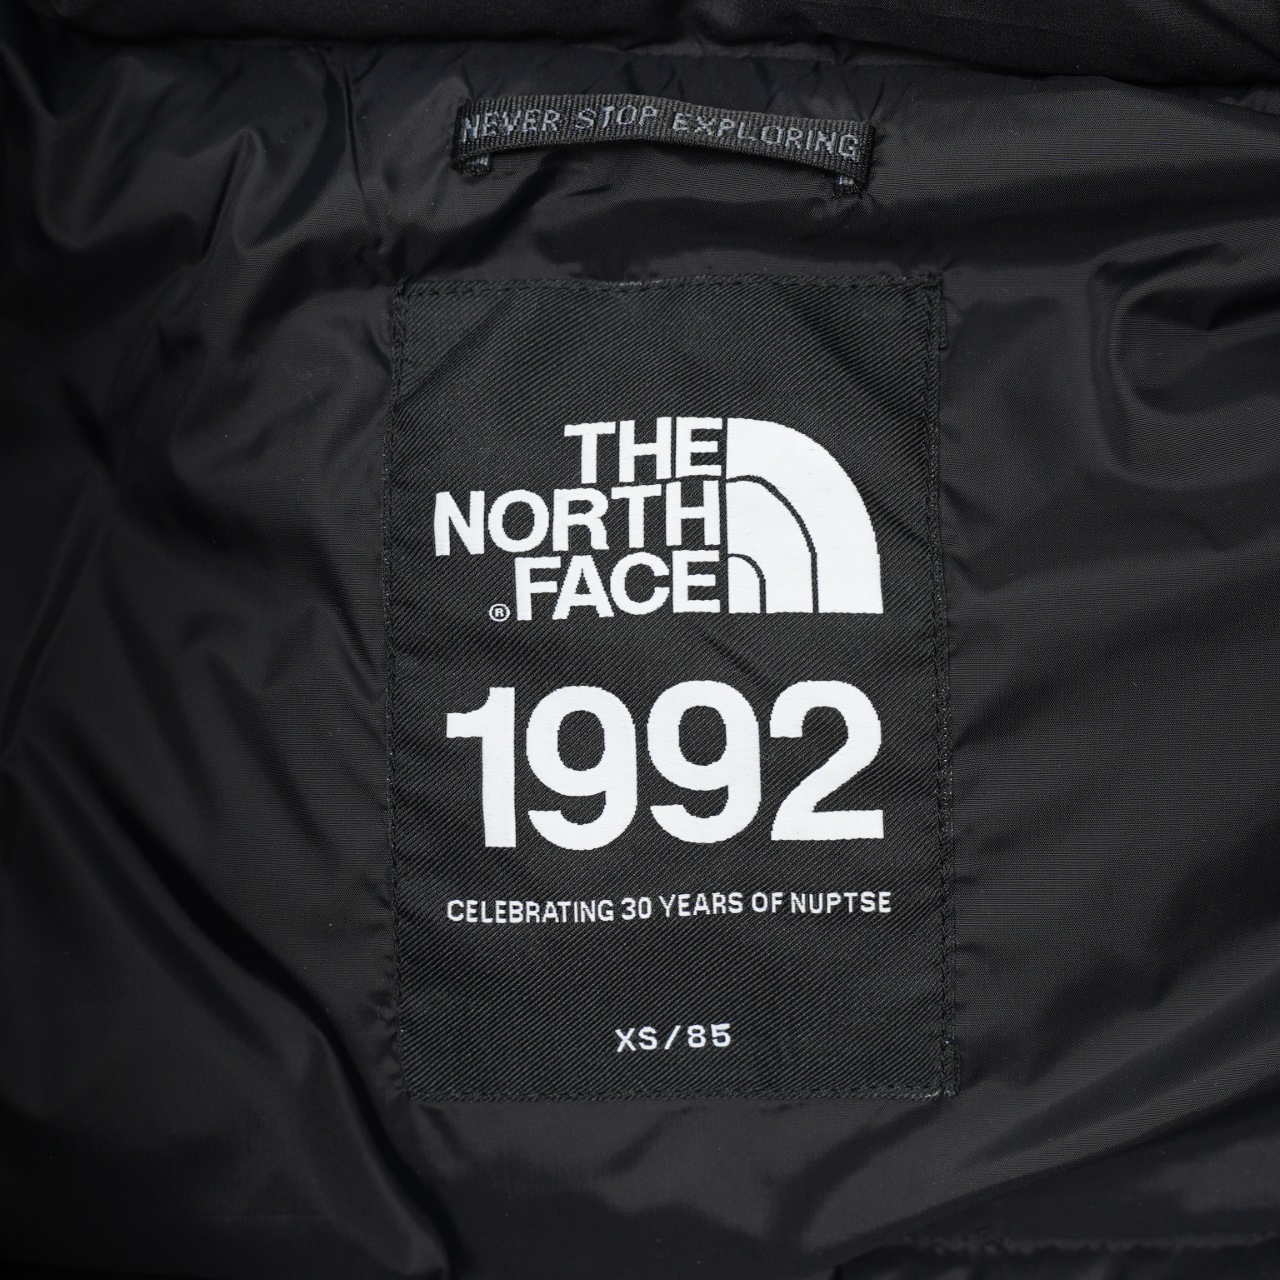 NEVER STOP EXPLORING
THE
NORTH
®FACE
1992
CELEBRATING 30 YEARS OF NUPTSE
XS/85